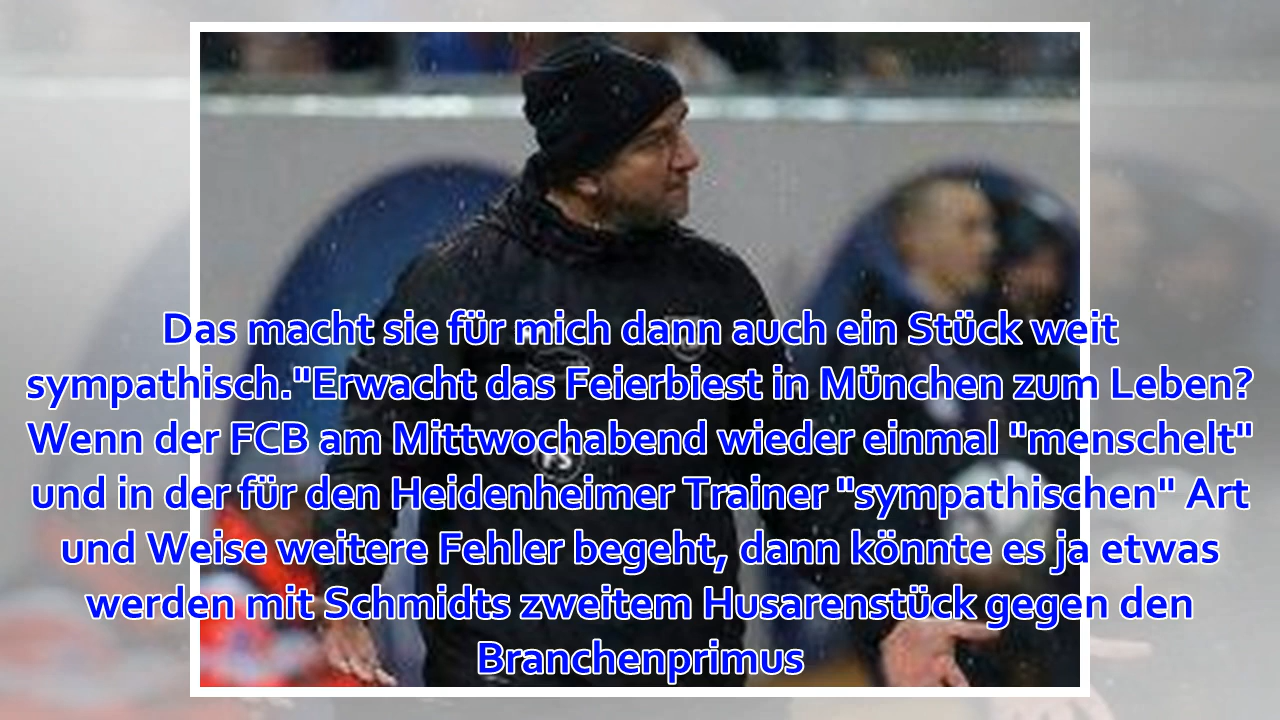 Das macht sie für mich dann auch ein Stück weit
sympathisch."Erwacht das Feierbiest in München zum Leben?
Wenn der FCB am Mittwochabend wieder einmal "menschelt"
und in der für den Heidenheimer Trainer "sympathischen" Art
und Weise weitere Fehler begeht, dann könnte es ja etwas
werden mit Schmidts zweitem Husarenstück gegen den
Branchenprimus
FS